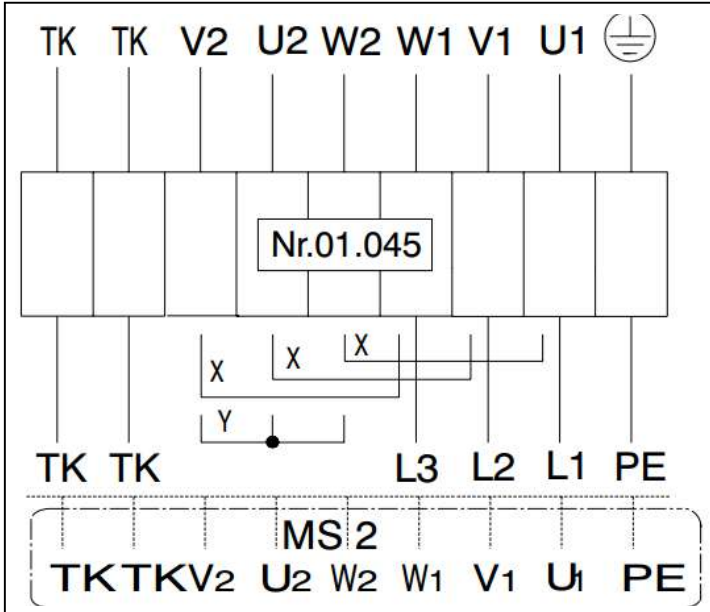 TK TK V2 U2 W2 W1 V1 U1
Nr.01.045
X X X
Y
TK TK L3 L2 L1 PE
MS 2
TK TK V2 U2 W2 W1 V1 U1 PE